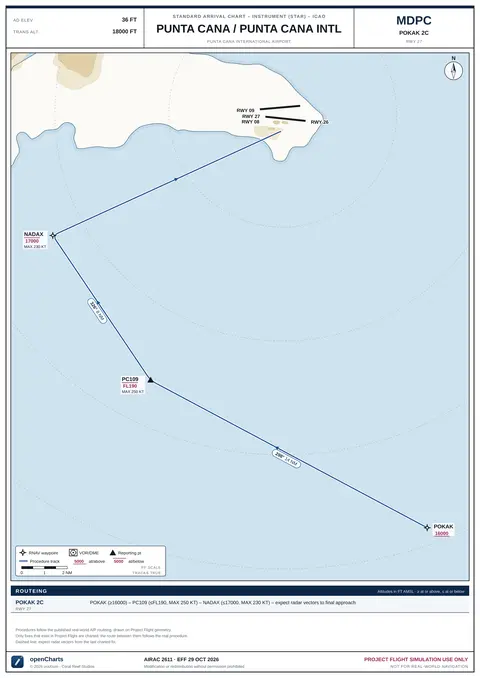 AD ELEV 36 FT
TRANS ALT 18000 FT
STANDARD ARRIVAL CHART - INSTRUMENT (STAR) - ICAO
PUNTA CANA / PUNTA CANA INTL
PUNTA CANA INTERNATIONAL AIRPORT
MDPC
POKAK 2C
RWY 27
N
RWY 09
RWY 27
RWY 08
RWY 26
NADAX
17000
MAX 230 KT
PC109
FL190
MAX 250 KT
298° 14 NM
POKAK
16000
RNAV waypoint
VOR/DME
Reporting pt
Procedure track
5000 at/above
5000 at/below
0 1 2 NM
TRACKS TRUE
ROUTEING
Altitudes in FT AMSL · ≥ at or above, ≤ at or below
POKAK 2C
RWY 27
POKAK (≥16000) – PC109 (≤FL190, MAX 250 KT) – NADAX (≤17000, MAX 230 KT) – expect radar vectors to final approach
Procedures follow the published real-world AIP routeing, drawn on Project Flight geometry.
Only fixes that exist in Project Flight are charted; the route between them follows the real procedure.
Dashed line: expect radar vectors from the last charted fix.
openCharts
AIRAC 2611 · EFF 29 OCT 2026
Modification or redistribution without permission prohibited
PROJECT FLIGHT SIMULATION USE ONLY
NOT FOR REAL-WORLD NAVIGATION